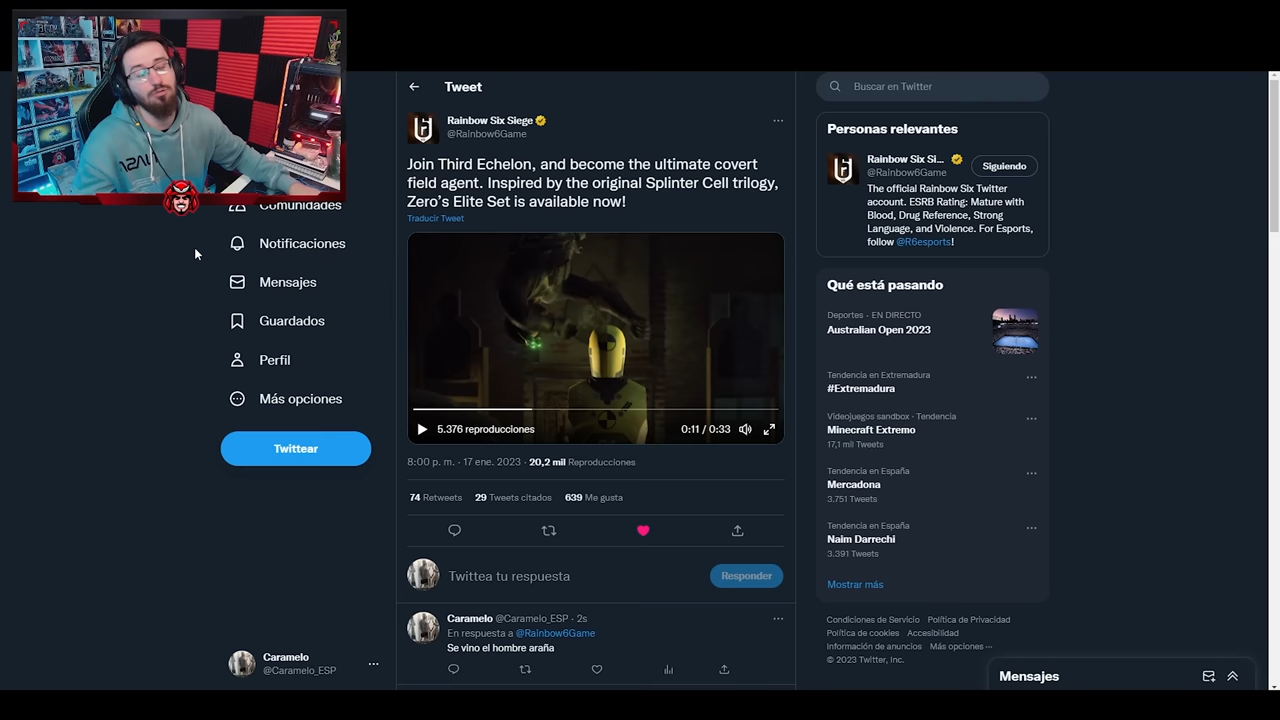 Comunidades
Notificaciones
Mensajes
Guardados
Perfil
Más opciones
Twittear
Caramelo
@Caramelo_ESP
Tweet
Rainbow Six Siege
@Rainbow6Game
Join Third Echelon, and become the ultimate covert
field agent. Inspired by the original Splinter Cell trilogy,
Zero's Elite Set is available now!
Traducir Tweet
5.376 reproducciones
0:11 / 0:33
8:00 p. m. · 17 ene. 2023 · 20,2 mil Reproducciones
74 Retweets 29 Tweets citados 639 Me gusta
Twittea tu respuesta
Responder
Caramelo @Caramelo_ESP · 2s
En respuesta a @Rainbow6Game
Se vino el hombre araña
Buscar en Twitter
Personas relevantes
Rainbow Six Si...
@Rainbow6Game
Siguiendo
The official Rainbow Six Twitter
account. ESRB Rating: Mature with
Blood, Drug Reference, Strong
Language, and Violence. For Esports,
follow @R6esports!
Qué está pasando
Deportes · EN DIRECTO
Australian Open 2023
Tendencia en Extremadura
#Extremadura
Videojuegos sandbox · Tendencia
Minecraft Extremo
17,1 mil Tweets
Tendencia en España
Mercadona
3.751 Tweets
Tendencia en España
Naim Darrechi
3.391 Tweets
Mostrar más
Condiciones de Servicio Política de Privacidad
Política de cookies Accesibilidad
Información de anuncios Más opciones ···
© 2023 Twitter, Inc.
Mensajes